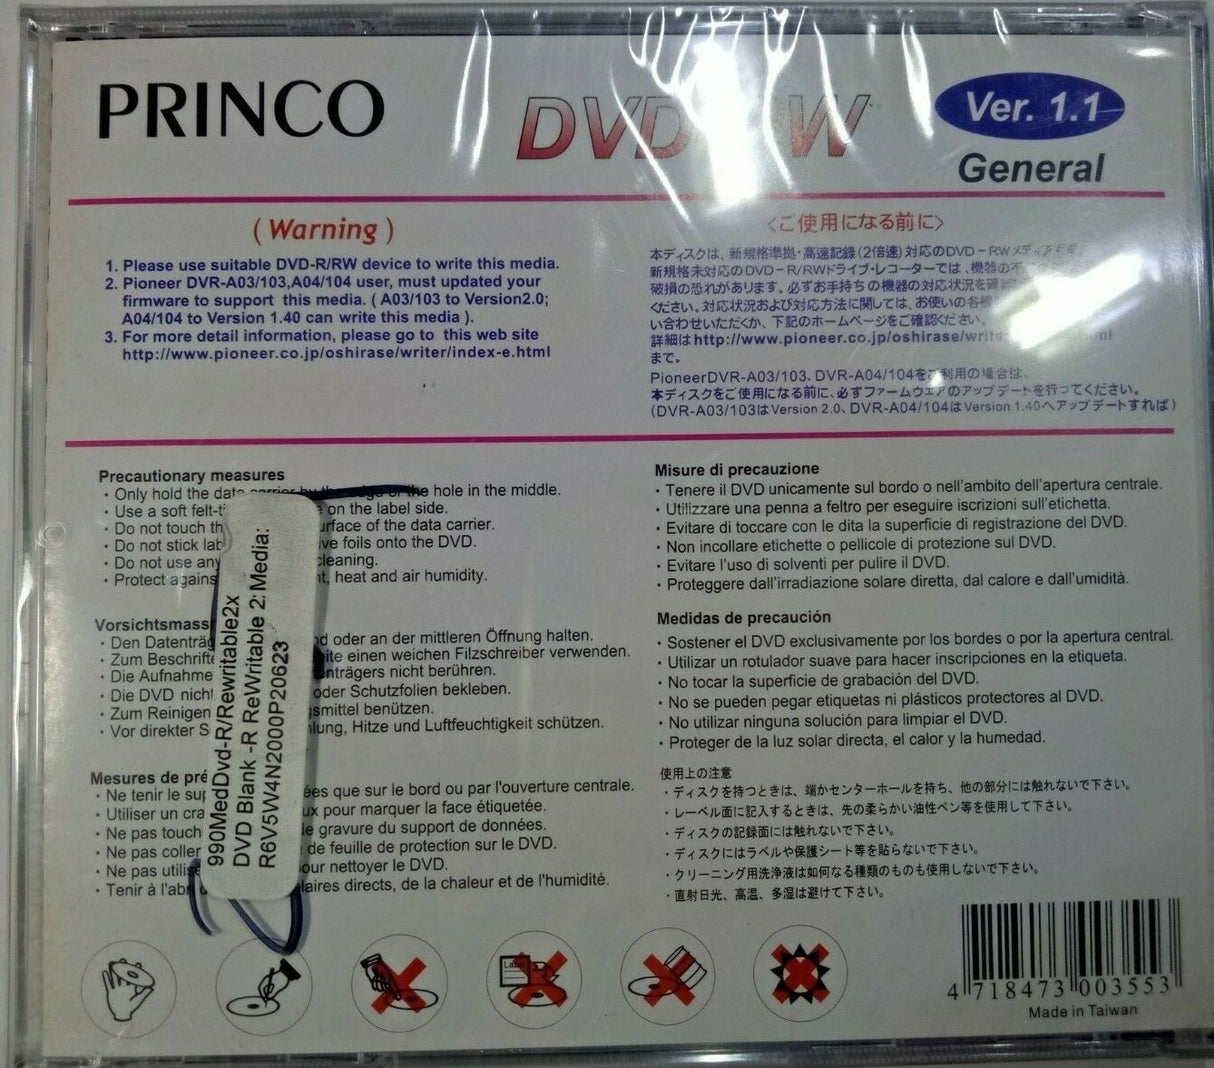 PRINCO
DVD W
Ver. 1.1
General
( Warning )
1. Please use suitable DVD-R/RW device to write this media.
2. Pioneer DVR-A03/103,A04/104 user, must updated your
firmware to support this media. ( A03/103 to Version2.0;
A04/104 to Version 1.40 can write this media ).
3. For more detail information, please go to this web site
http://www.pioneer.co.jp/oshirase/writer/index-e.html
〈ご使用になる前に〉
本ディスクは、新規格準拠・高速記録(2倍速)対応のDVD-RWメディア
新規格未対応のDVD-R/RWドライブ・レコーターでは、機器の不
破損の恐れがあります。必ずお手持ちの機器の対応状況を確
ください。対応状況および対応方法に関しては、お使いの各機
い合わせいただくか、下記のホームページをご確認ください。
詳細はhttp://www.pioneer.co.jp/oshirase/write html
まて。
PioneerDVR-A03/103、DVR-A04/104をご利用の場合は、
本ディスクをご使用になる前に、必ずファームウエアのアップデートを行ってください。
(DVR-A03/103はVersion 2.0、DVR-A04/104はVersion 1.40へアップデートすれば)
Precautionary measures
· Only hold the data carrier by the edge or the hole in the middle.
· Use a soft felt-ti on the label side.
· Do not touch th urface of the data carrier.
· Do not stick lab ve foils onto the DVD.
· Do not use any cleaning.
· Protect agains t, heat and air humidity.
Vorsichtsmass
· Den Datenträg nd oder an der mittleren Öffnung halten.
· Zum Beschrifte ite einen weichen Filzschreiber verwenden.
· Die Aufnahme nträgers nicht berühren.
· Die DVD nicht oder Schutzfolien bekleben.
· Zum Reinigen gsmittel benützen.
· Vor direkter S hlung, Hitze und Luftfeuchtigkeit schützen.
Mesures de pré
· Ne tenir le sup ées que sur le bord ou par l'ouverture centrale.
· Utiliser un cra ux pour marquer la face étiquetée.
· Ne pas touch le gravure du support de données.
· Ne pas coller de feuille de protection sur le DVD.
· Ne pas utilise our nettoyer le DVD.
· Tenir à l'abri d laires directs, de la chaleur et de l'humidité.
990MedDvd-R/Rewritable2x
DVD Blank -R ReWritable 2: Media:
R6V5W4N2000P20623
Misure di precauzione
· Tenere il DVD unicamente sul bordo o nell'ambito dell'apertura centrale.
· Utilizzare una penna a feltro per eseguire iscrizioni sull'etichetta.
· Evitare di toccare con le dita la superficie di registrazione del DVD.
· Non incollare etichette o pellicole di protezione sul DVD.
· Evitare l'uso di solventi per pulire il DVD.
· Proteggere dall'irradiazione solare diretta, dal calore e dall'umidità.
Medidas de precaución
· Sostener el DVD exclusivamente por los bordes o por la apertura central.
· Utilizar un rotulador suave para hacer inscripciones en la etiqueta.
· No tocar la superficie de grabación del DVD.
· No se pueden pegar etiquetas ni plásticos protectores al DVD.
· No utilizar ninguna solución para limpiar el DVD.
· Proteger de la luz solar directa, el calor y la humedad.
使用上の注意
・ディスクを持つときは、端かセンターホールを持ち、他の部分には触れないで下さい。
・レーベル面に記入するときは、先の柔らかい油性ペン等を使用して下さい。
・ディスクの記録面には触れないで下さい。
・ディスクにはラベルや保護シート等を貼らないで下さい。
・クリーニング用洗浄液は如何なる種類のものも使用しないで下さい。
・直射日光、高温、多湿は避けて下さい。
Label
4 718473 003553
Made in Taiwan